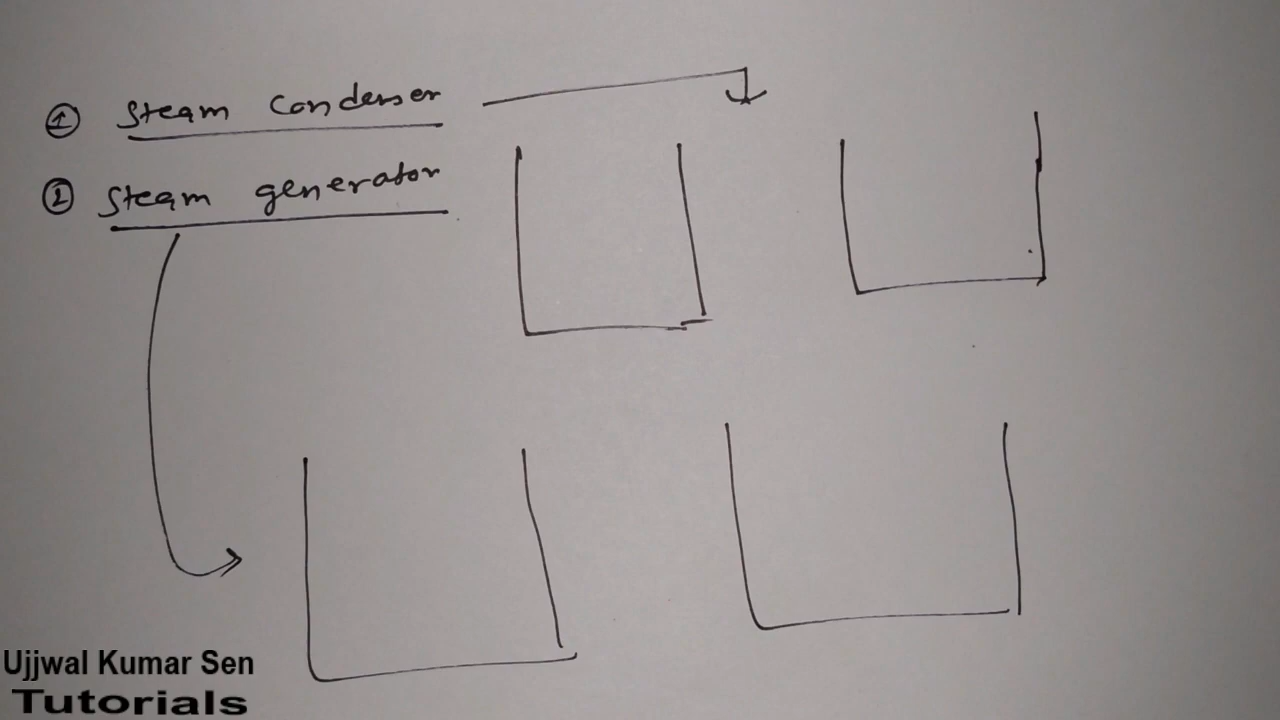 ① Steam Condenser
② Steam generator
Ujjwal Kumar Sen
Tutorials